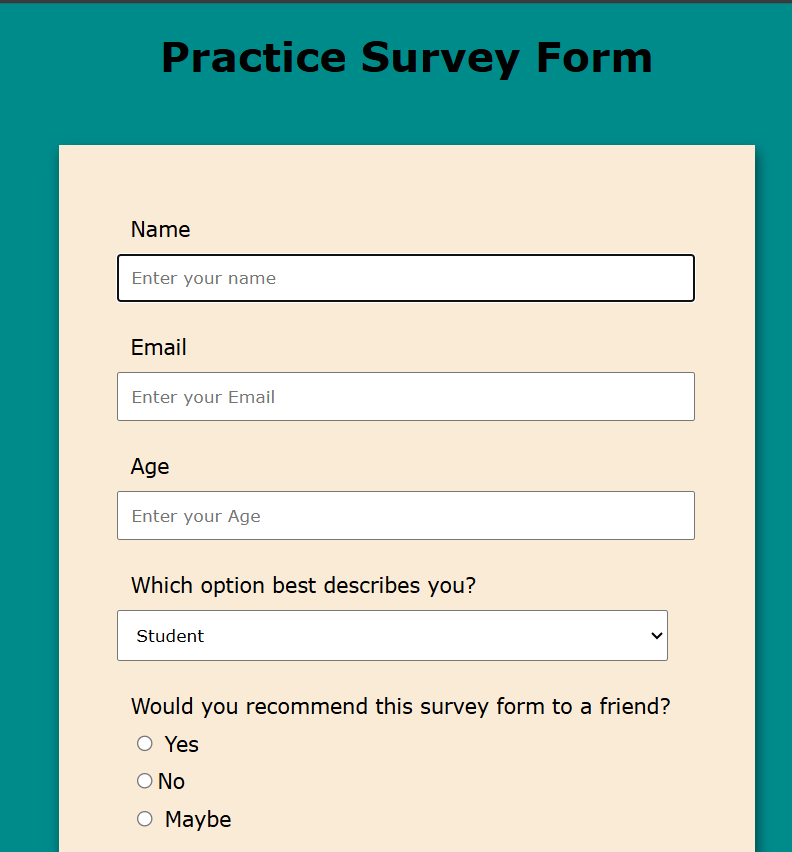 Practice Survey Form
Name
Enter your name
Email
Enter your Email
Age
Enter your Age
Which option best describes you?
Student
Would you recommend this survey form to a friend?
Yes
No
Maybe